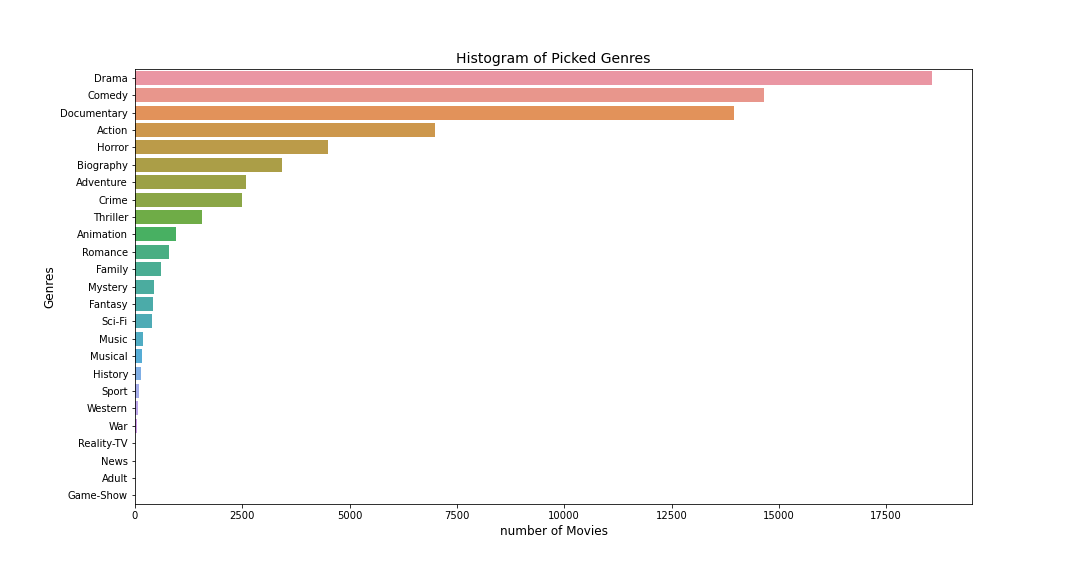 Histogram of Picked Genres
Genres
Drama
Comedy
Documentary
Action
Horror
Biography
Adventure
Crime
Thriller
Animation
Romance
Family
Mystery
Fantasy
Sci-Fi
Music
Musical
History
Sport
Western
War
Reality-TV
News
Adult
Game-Show
0 2500 5000 7500 10000 12500 15000 17500
number of Movies